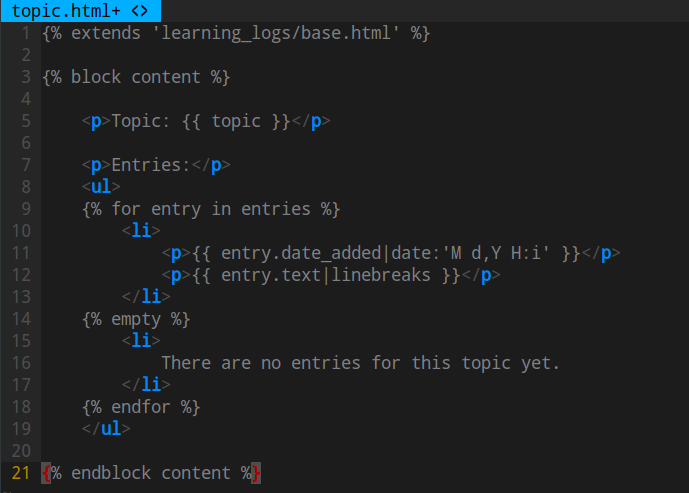 topic.html+ <>
1 {% extends 'learning_logs/base.html' %}
2
3 {% block content %}
4
5     <p>Topic: {{ topic }}</p>
6
7     <p>Entries:</p>
8     <ul>
9     {% for entry in entries %}
10         <li>
11             <p>{{ entry.date_added|date:'M d,Y H:i' }}</p>
12             <p>{{ entry.text|linebreaks }}</p>
13         </li>
14     {% empty %}
15         <li>
16             There are no entries for this topic yet.
17         </li>
18     {% endfor %}
19     </ul>
20
21 {% endblock content %}